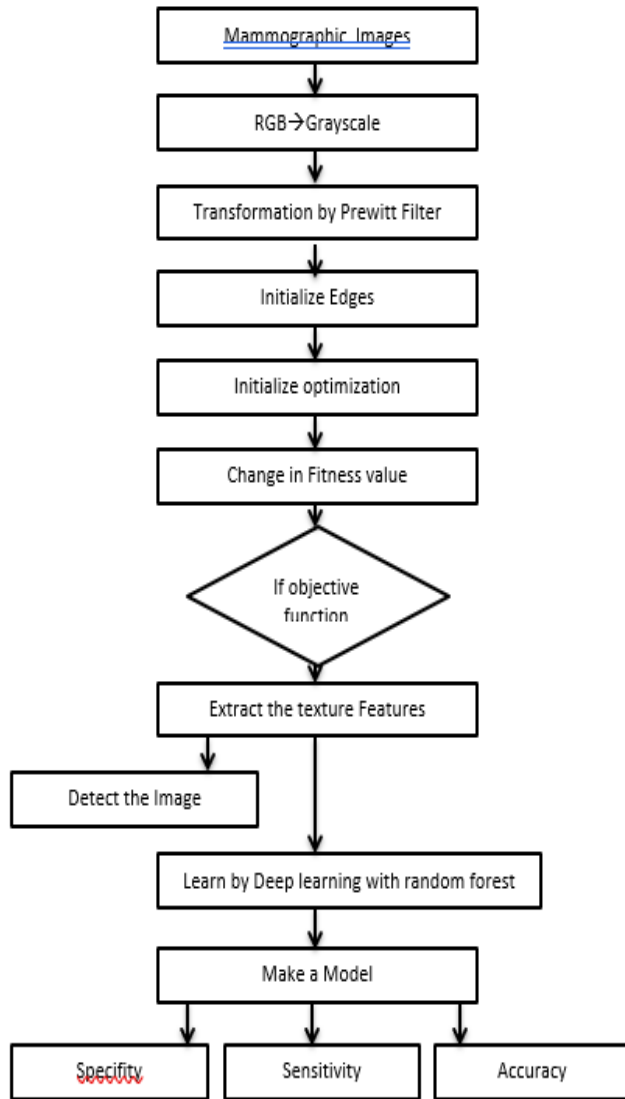 Mammographic Images
RGB→Grayscale
Transformation by Prewitt Filter
Initialize Edges
Initialize optimization
Change in Fitness value
If objective
function
Extract the texture Features
Detect the Image
Learn by Deep learning with random forest
Make a Model
Specifity
Sensitivity
Accuracy